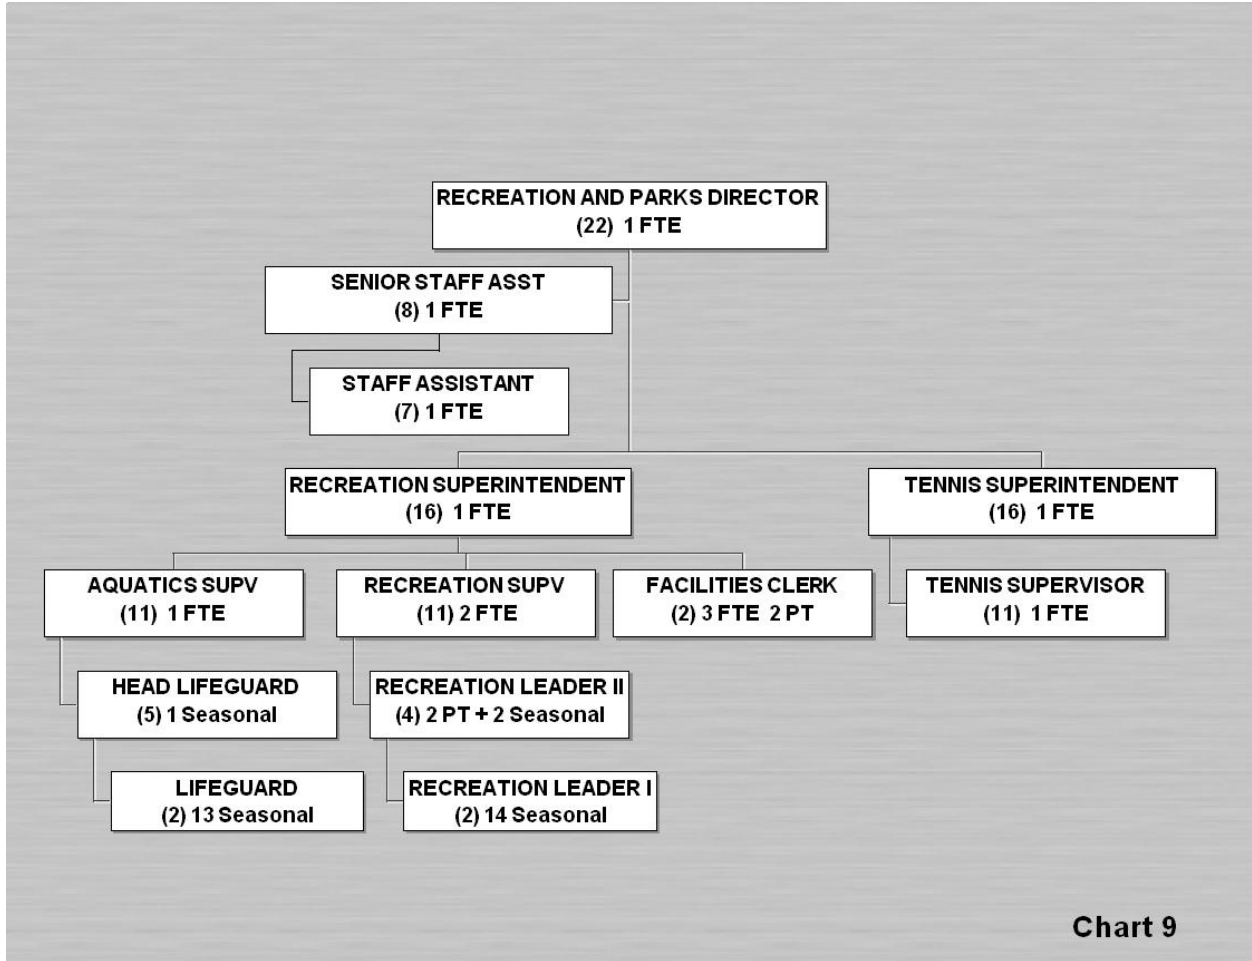 RECREATION AND PARKS DIRECTOR
(22) 1 FTE
SENIOR STAFF ASST
(8) 1 FTE
STAFF ASSISTANT
(7) 1 FTE
RECREATION SUPERINTENDENT
(16) 1 FTE
TENNIS SUPERINTENDENT
(16) 1 FTE
AQUATICS SUPV
(11) 1 FTE
RECREATION SUPV
(11) 2 FTE
FACILITIES CLERK
(2) 3 FTE 2 PT
TENNIS SUPERVISOR
(11) 1 FTE
HEAD LIFEGUARD
(5) 1 Seasonal
RECREATION LEADER II
(4) 2 PT + 2 Seasonal
LIFEGUARD
(2) 13 Seasonal
RECREATION LEADER I
(2) 14 Seasonal
Chart 9